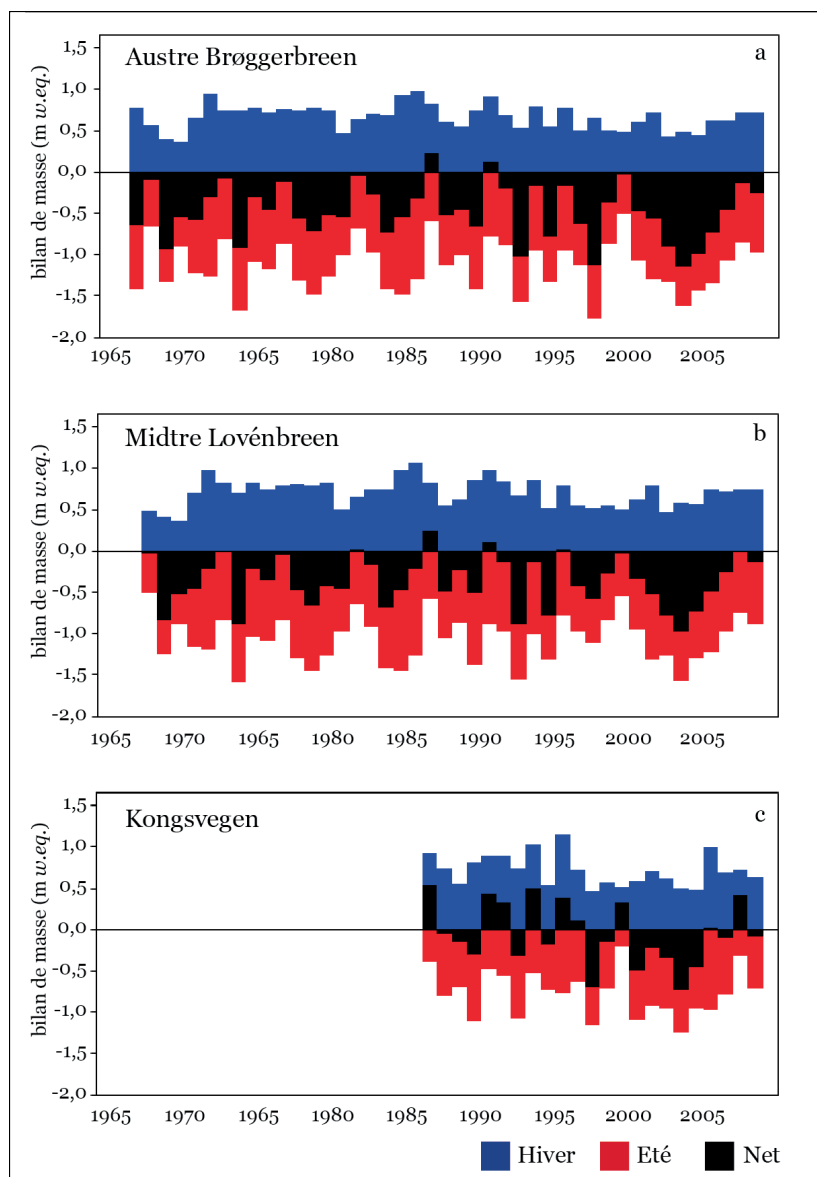 Austre Brøggerbreen
a
bilan de masse (m w.eq.)
1,5
1,0
0,5
0,0
-0,5
-1,0
-1,5
-2,0
1965 1970 1965 1980 1985 1990 1995 2000 2005
Midtre Lovénbreen
b
bilan de masse (m w.eq.)
1,5
1,0
0,5
0,0
-0,5
-1,0
-1,5
-2,0
1965 1970 1965 1980 1985 1990 1995 2000 2005
Kongsvegen
c
bilan de masse (m w.eq.)
1,5
1,0
0,5
0,0
-0,5
-1,0
-1,5
-2,0
1965 1970 1965 1980 1985 1990 1995 2000 2005
Hiver Eté Net